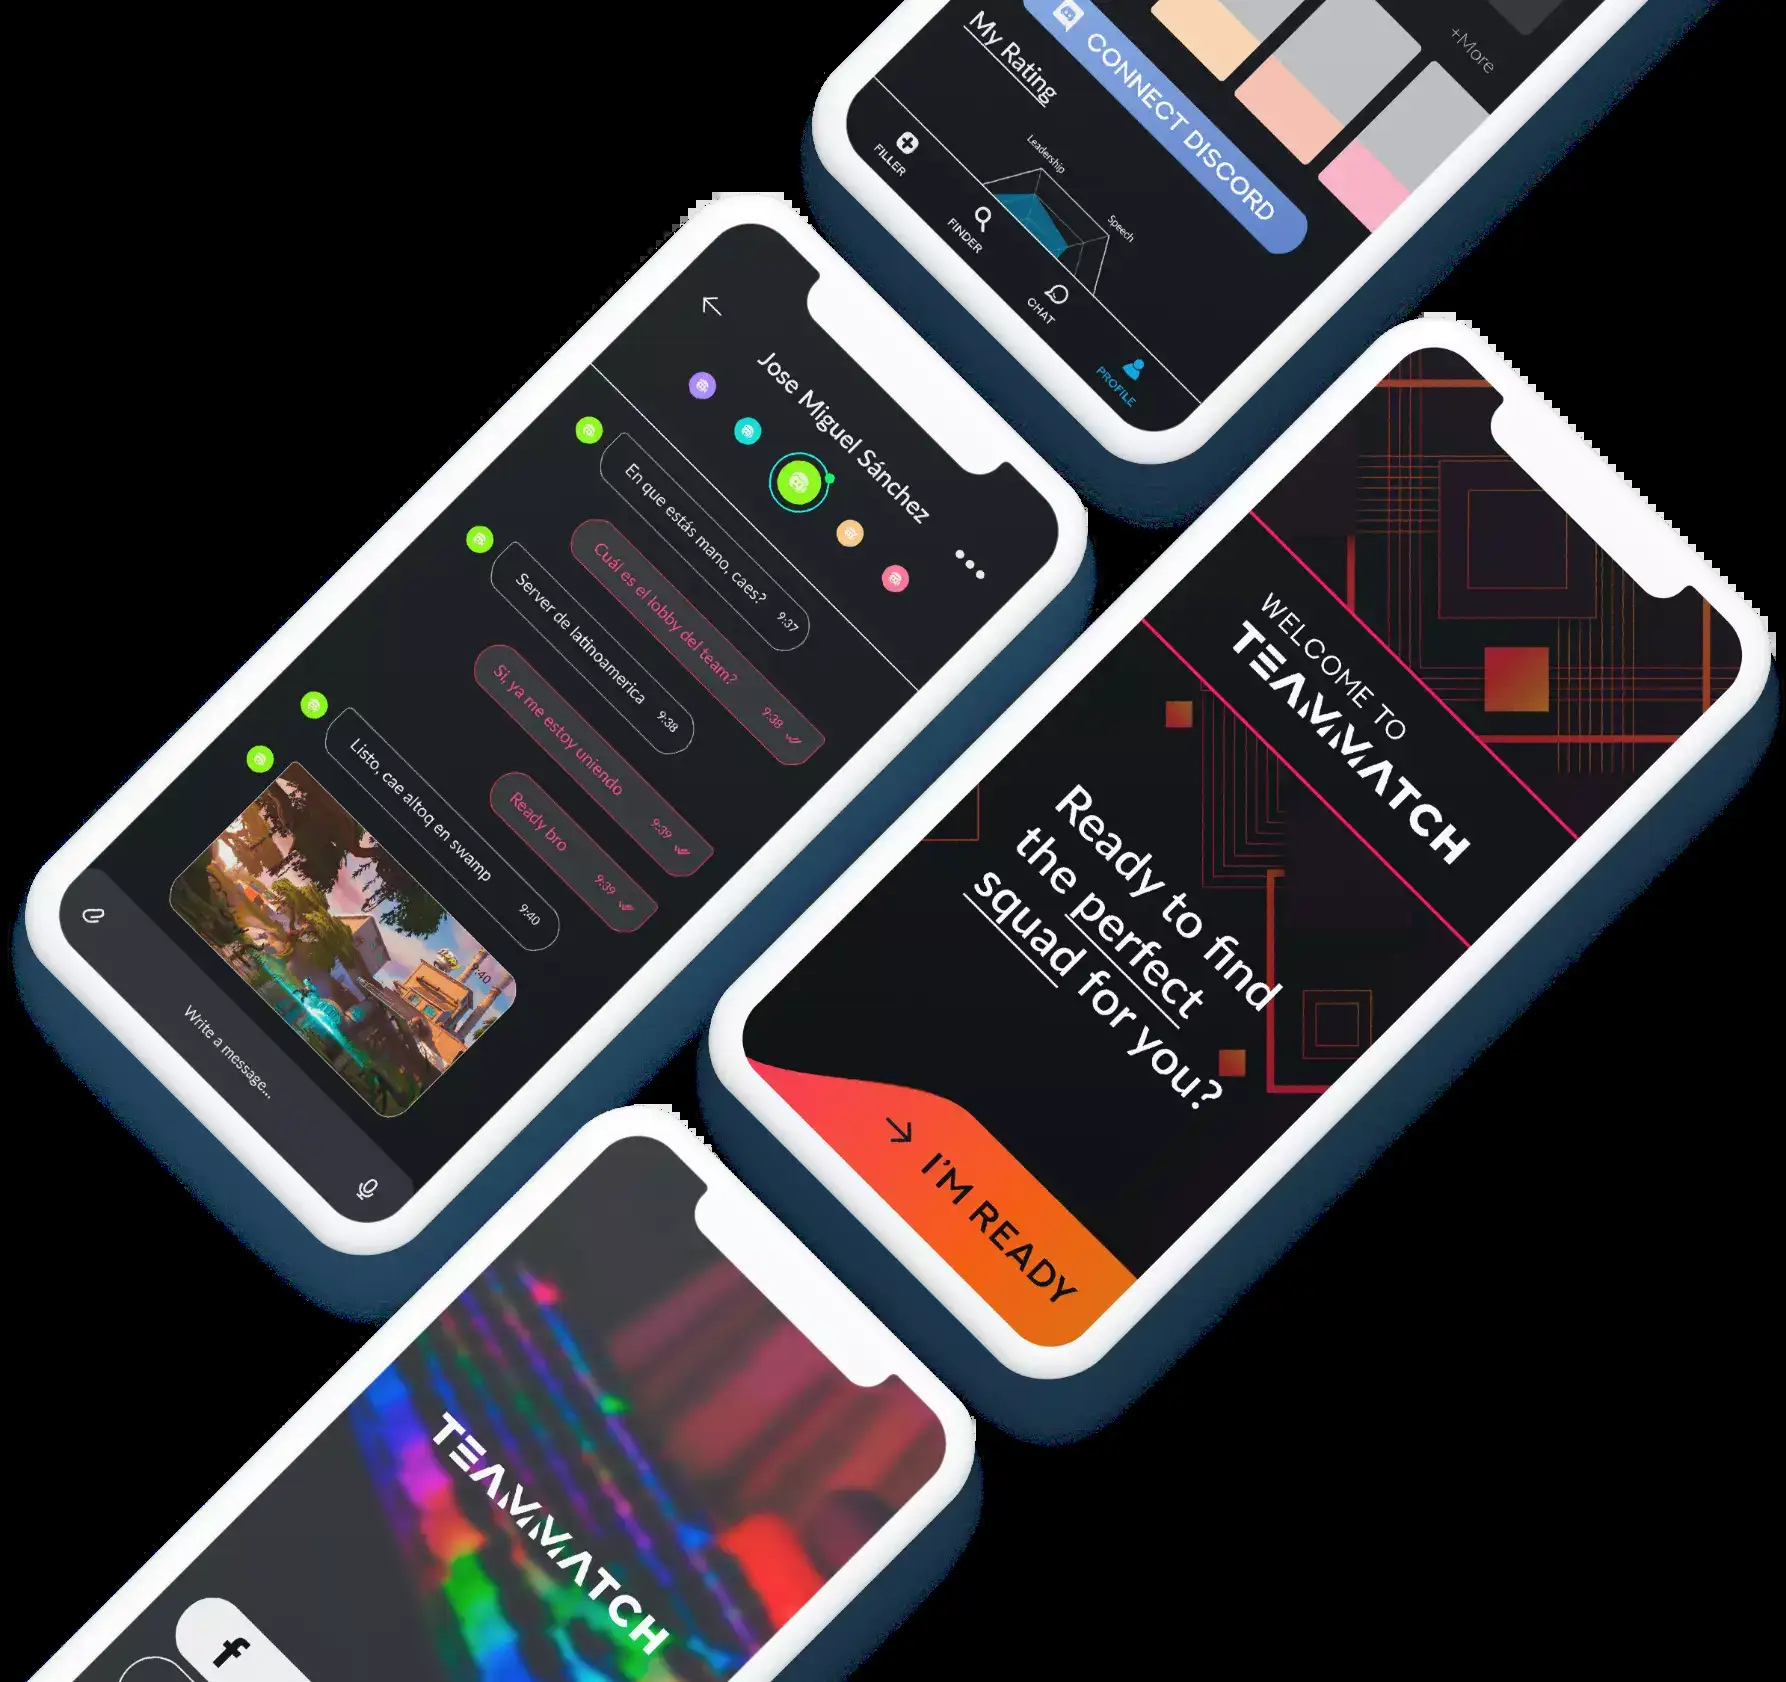 +More
CONNECT DISCORD
My Rating
Leadership
Speech
FILLER
FINDER
CHAT
PROFILE
Jose Miguel Sánchez
En que estás mano, caes? 9:37
Cuál es el lobby del team? 9:38
Server de latinoamerica 9:38
Si, ya me estoy uniendo 9:39
Ready bro 9:39
Listo, cae altoq en swamp 9:40
9:40
Write a message...
WELCOME TO
TEAMMATCH
Ready to find
the perfect
squad for you?
I'M READY
TEAMMATCH
f